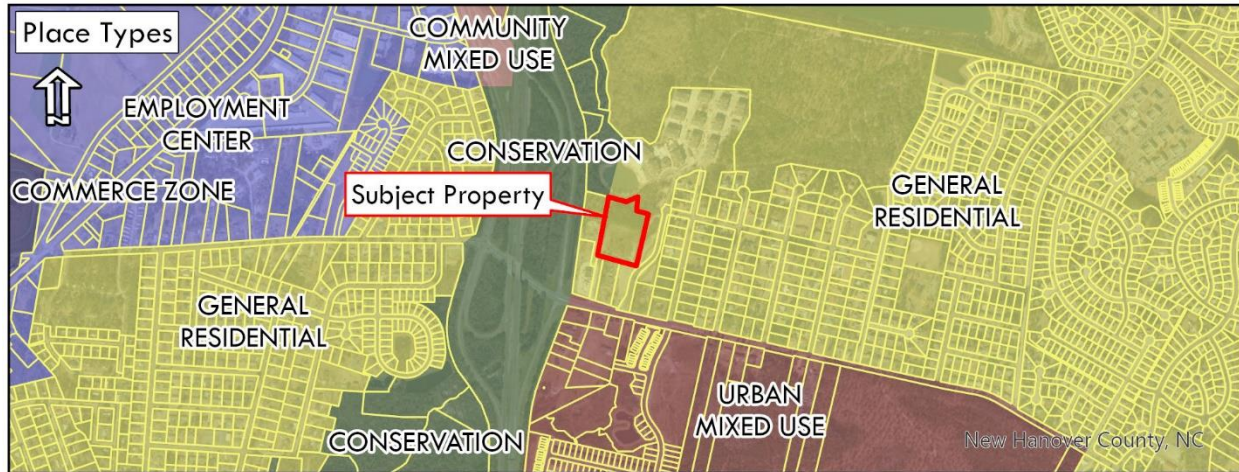 Place Types
N
COMMUNITY
MIXED USE
EMPLOYMENT
CENTER
CONSERVATION
COMMERCE ZONE
Subject Property
GENERAL
RESIDENTIAL
GENERAL
RESIDENTIAL
URBAN
MIXED USE
CONSERVATION
New Hanover County, NC